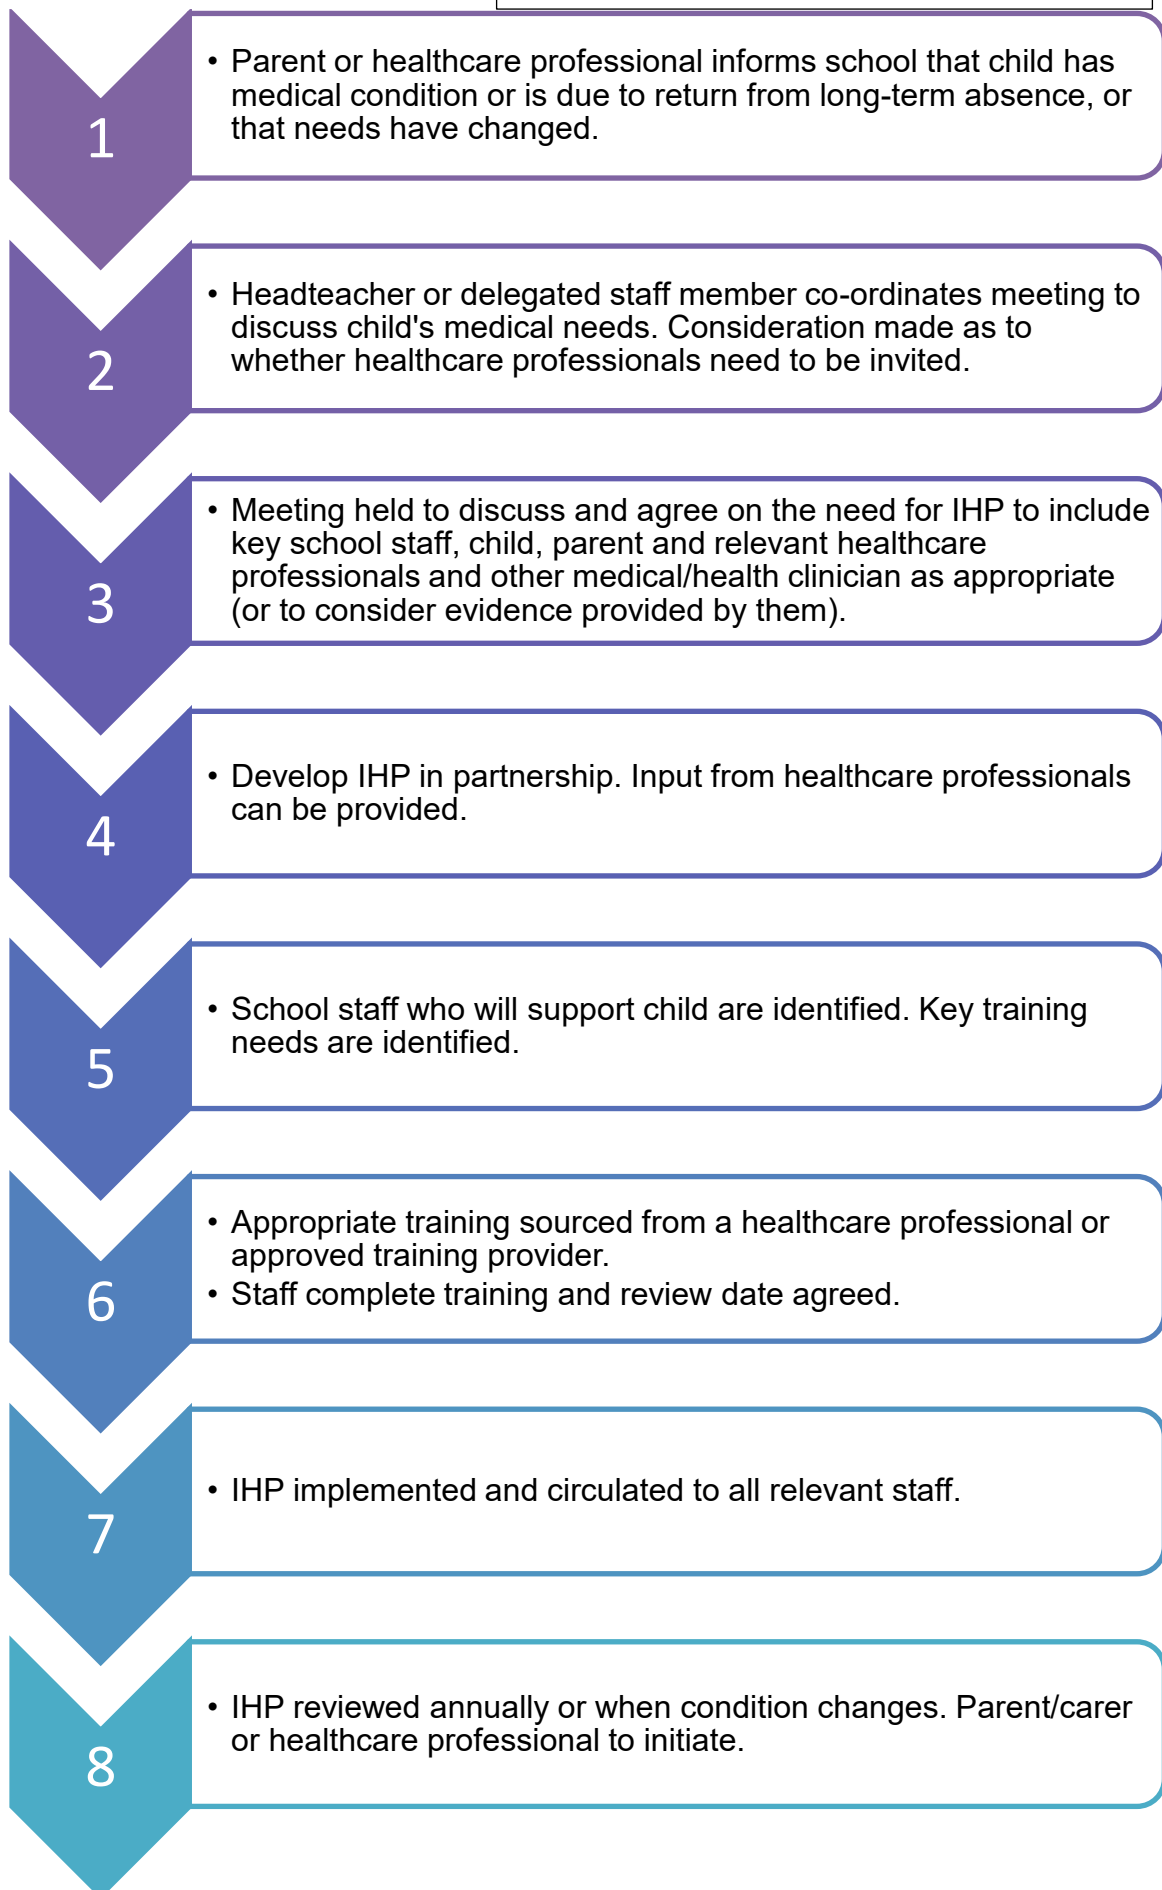 1
• Parent or healthcare professional informs school that child has
medical condition or is due to return from long-term absence, or
that needs have changed.
2
• Headteacher or delegated staff member co-ordinates meeting to
discuss child's medical needs. Consideration made as to
whether healthcare professionals need to be invited.
3
• Meeting held to discuss and agree on the need for IHP to include
key school staff, child, parent and relevant healthcare
professionals and other medical/health clinician as appropriate
(or to consider evidence provided by them).
4
• Develop IHP in partnership. Input from healthcare professionals
can be provided.
5
• School staff who will support child are identified. Key training
needs are identified.
6
• Appropriate training sourced from a healthcare professional or
approved training provider.
• Staff complete training and review date agreed.
7
• IHP implemented and circulated to all relevant staff.
8
• IHP reviewed annually or when condition changes. Parent/carer
or healthcare professional to initiate.